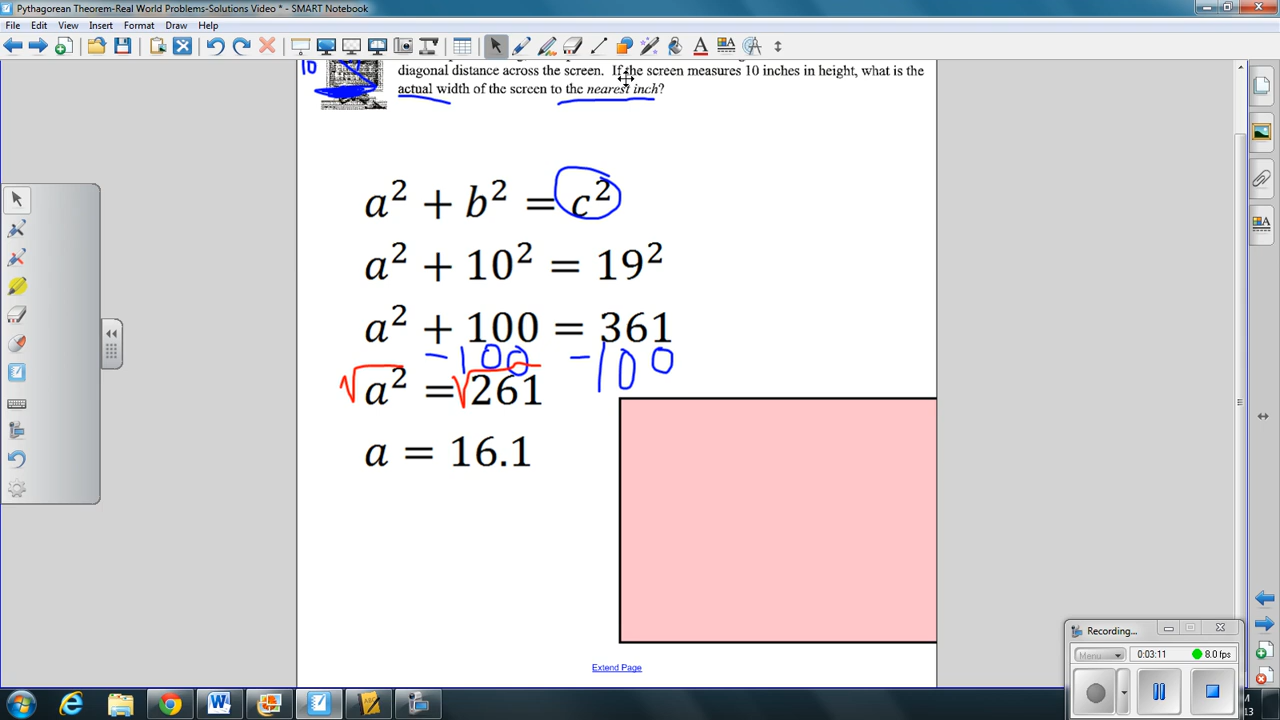 Pythagorean Theorem-Real World Problems-Solutions Video * - SMART Notebook
File Edit View Insert Format Draw Help
10
diagonal distance across the screen. If the screen measures 10 inches in height, what is the
actual width of the screen to the nearest inch?
a² + b² = c²
a² + 10² = 19²
a² + 100 = 361
−100 −100
√a² = √261
a = 16.1
Extend Page
Recording...
Menu
0:03:11
8.0 fps